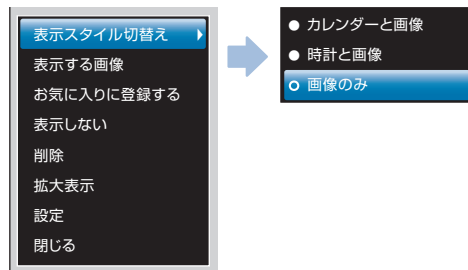 表示スタイル切替え
表示する画像
お気に入りに登録する
表示しない
削除
拡大表示
設定
閉じる
カレンダーと画像
時計と画像
画像のみ